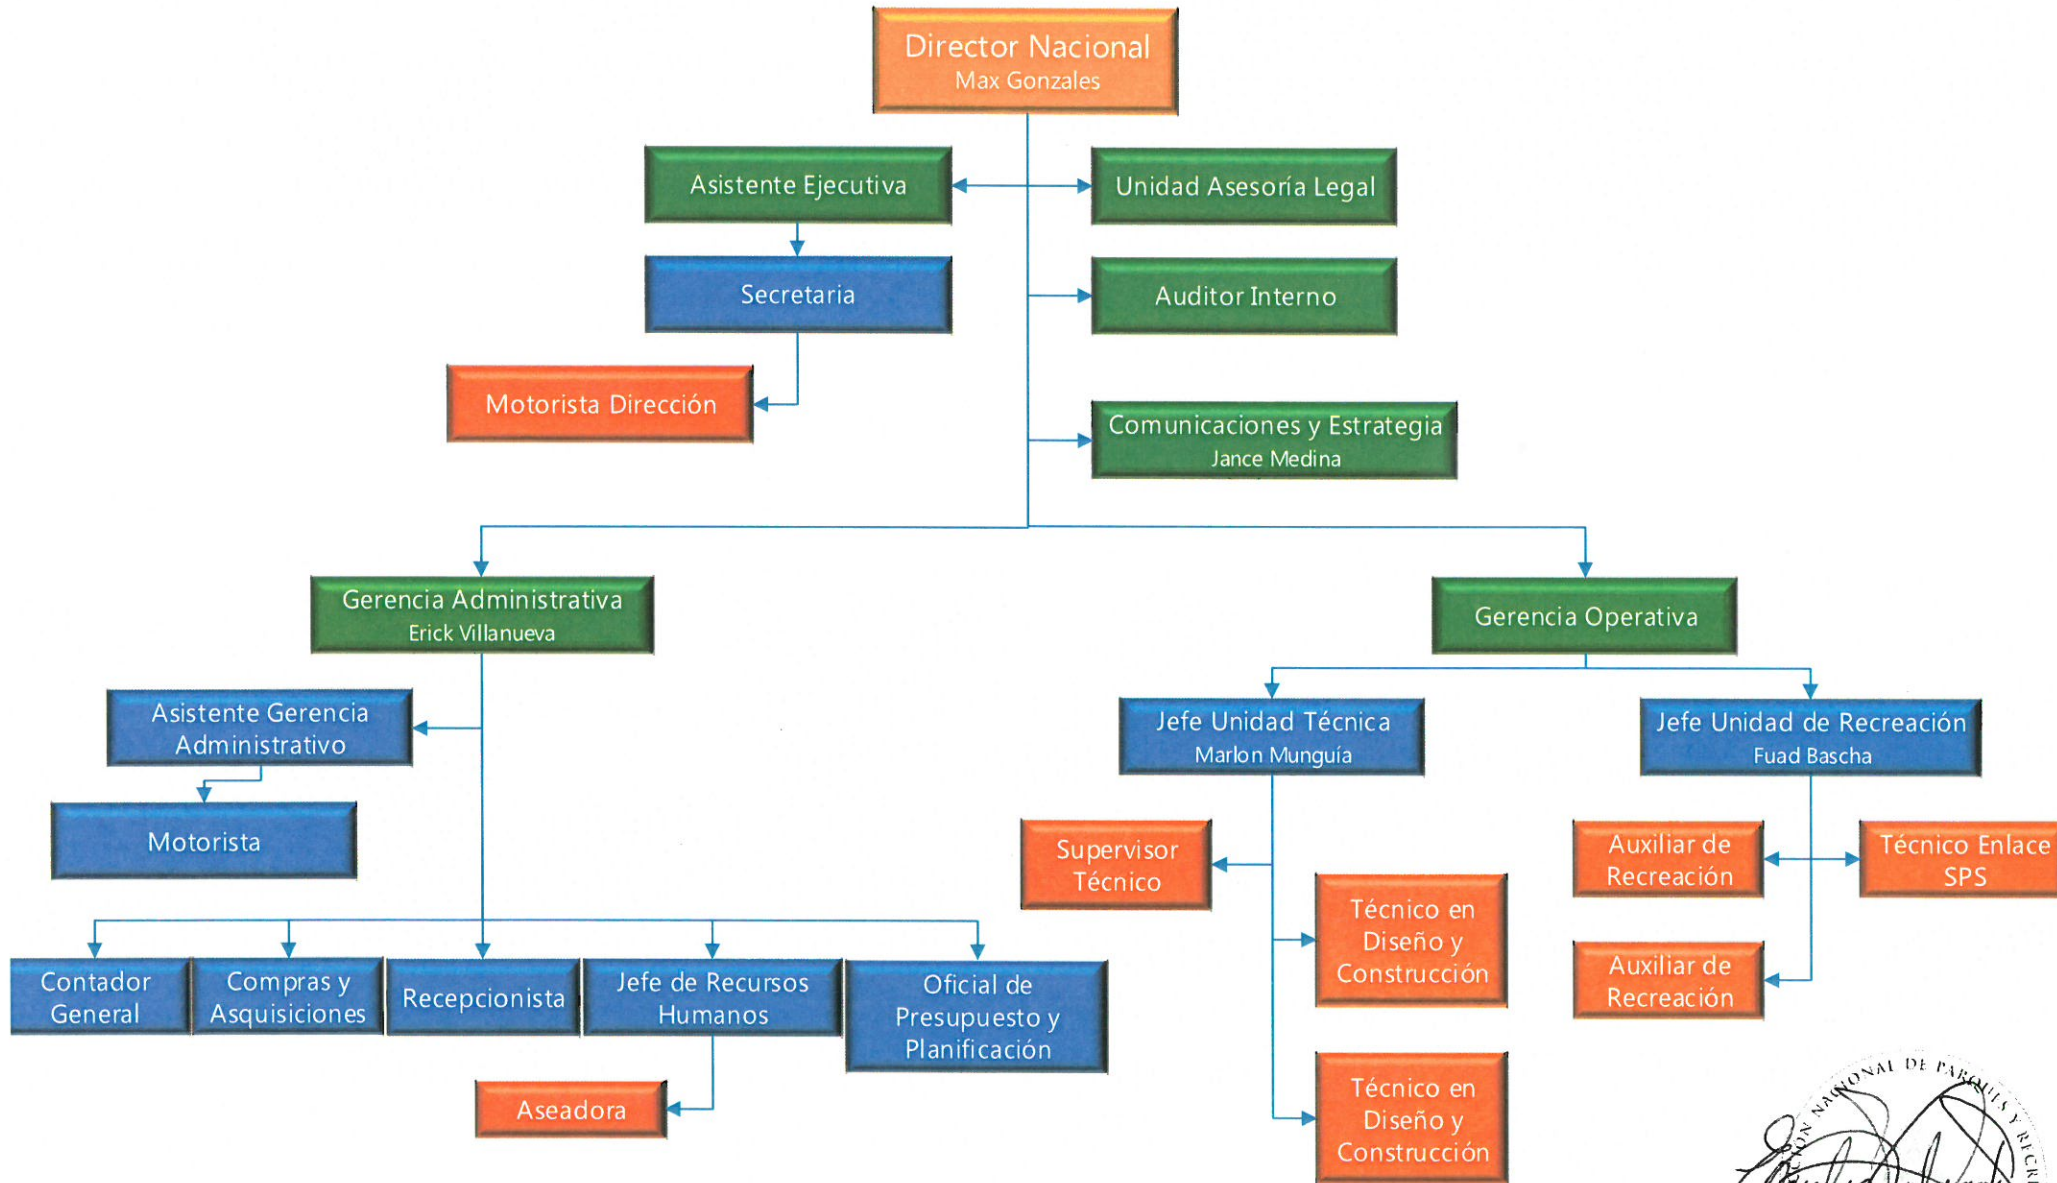 Director Nacional
Max Gonzales
Asistente Ejecutiva
Unidad Asesoría Legal
Secretaria
Auditor Interno
Motorista Dirección
Comunicaciones y Estrategia
Jance Medina
Gerencia Administrativa
Erick Villanueva
Gerencia Operativa
Asistente Gerencia
Administrativo
Motorista
Jefe Unidad Técnica
Marlon Munguía
Jefe Unidad de Recreación
Fuad Bascha
Supervisor
Técnico
Auxiliar de
Recreación
Técnico Enlace
SPS
Técnico en
Diseño y
Construcción
Auxiliar de
Recreación
Contador
General
Compras y
Asquisiciones
Recepcionista
Jefe de Recursos
Humanos
Oficial de
Presupuesto y
Planificación
Aseadora
Técnico en
Diseño y
Construcción
NACIONAL DE PARQUES Y